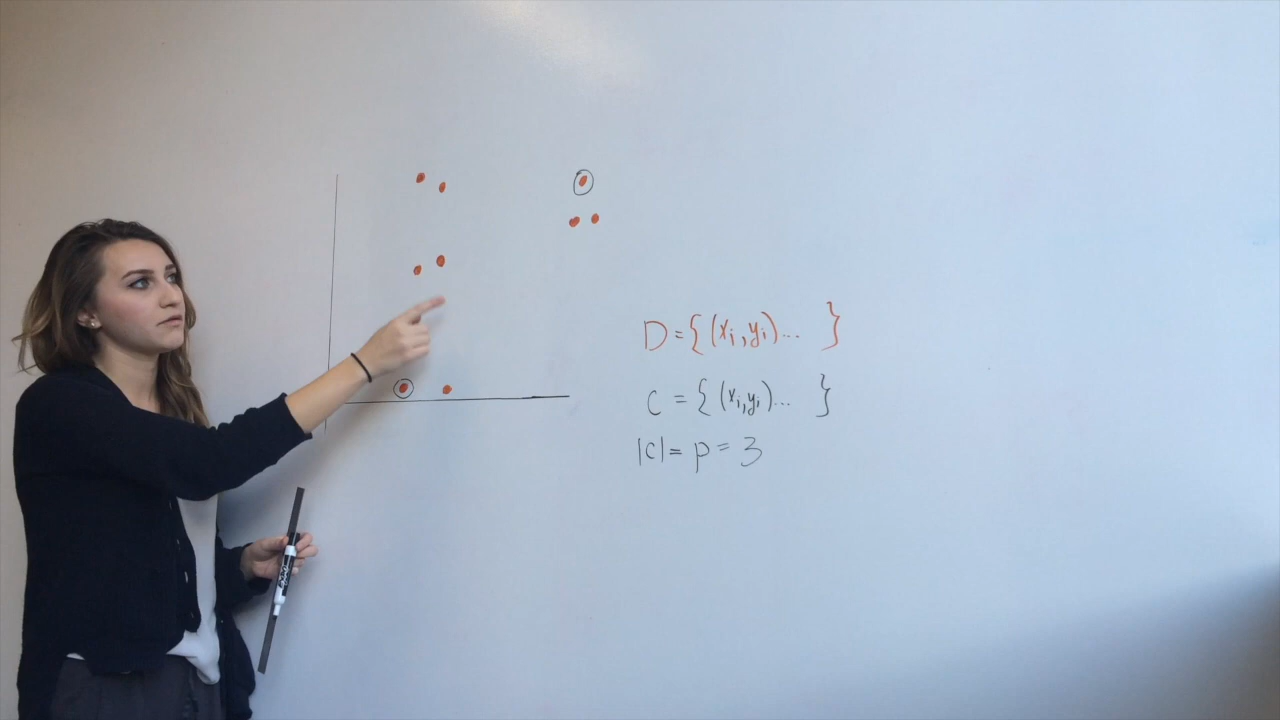 D = {(xᵢ, yᵢ)... }
C = {(xᵢ, yᵢ)... }
|C| = p = 3